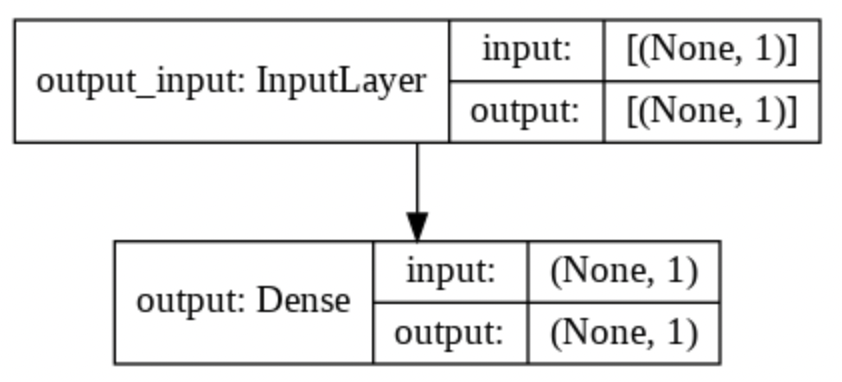 output_input: InputLayer
input:
[(None, 1)]
output:
[(None, 1)]
output: Dense
input:
(None, 1)
output:
(None, 1)